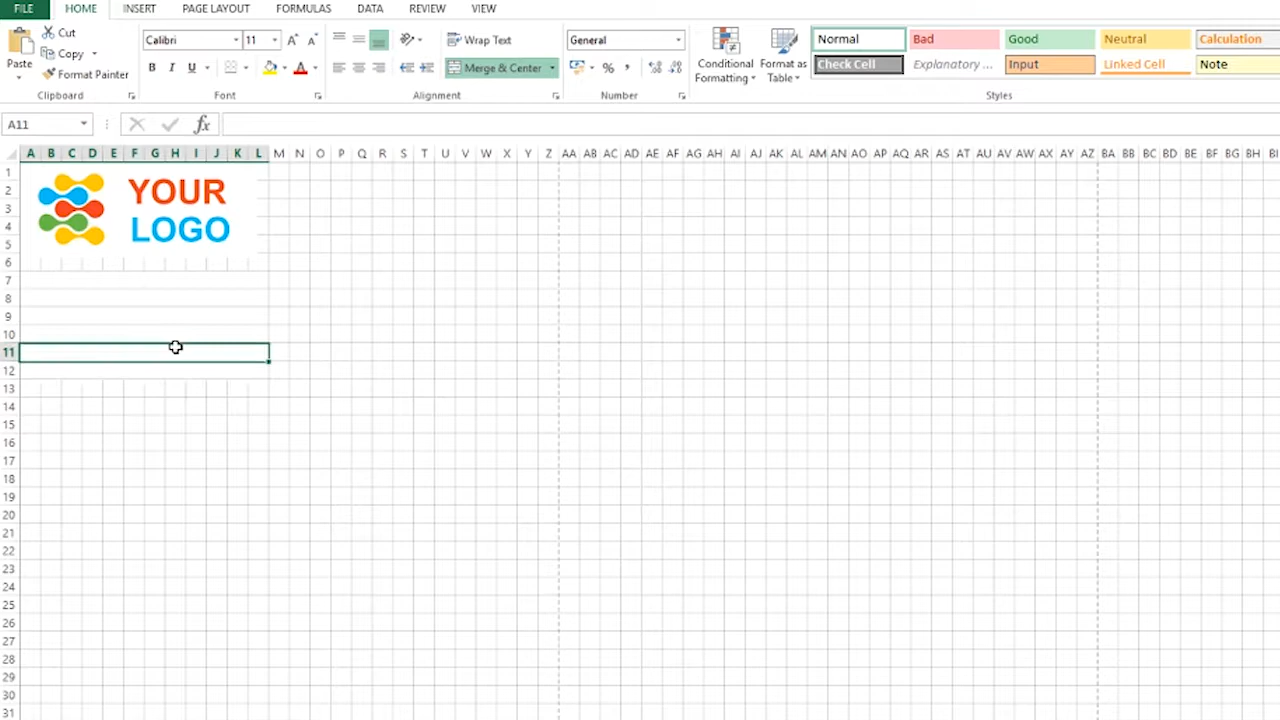 FILE HOME INSERT PAGE LAYOUT FORMULAS DATA REVIEW VIEW
Paste
Cut
Copy
Format Painter
Calibri 11 A A
B I U A
Wrap Text
Merge & Center
General
% ,
Conditional Formatting
Format as Table
Normal Bad Good Neutral Calculation
Check Cell Explanatory ... Input Linked Cell Note
Clipboard Font Alignment Number Styles
A11 fx
A B C D E F G H I J K L M N O P Q R S T U V W X Y Z AA AB AC AD AE AF AG AH AI AJ AK AL AM AN AO AP AQ AR AS AT AU AV AW AX AY AZ BA BB BC BD BE BF BG BH BI
1
2
3
4
5
6
7
8
9
10
11
12
13
14
15
16
17
18
19
20
21
22
23
24
25
26
27
28
29
30
31
YOUR
LOGO